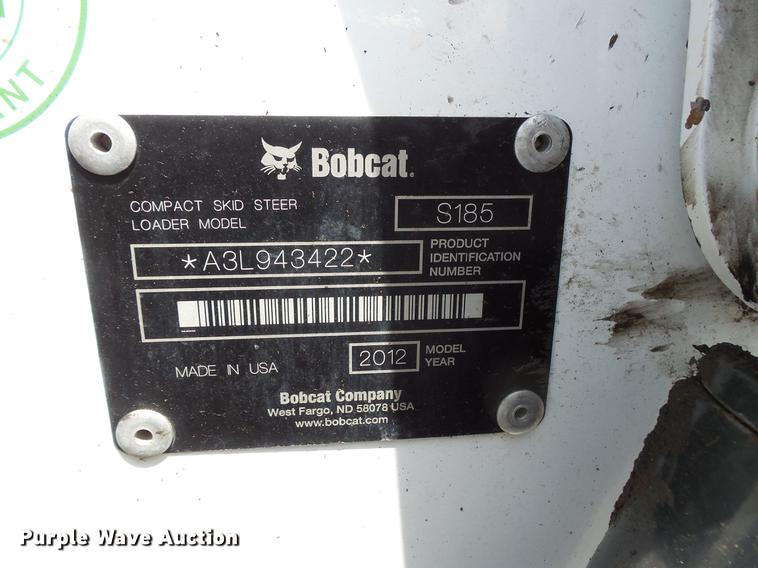 NT
Bobcat.
COMPACT SKID STEER
LOADER MODEL
S185
*A3L943422*
PRODUCT
IDENTIFICATION
NUMBER
MADE IN USA
2012
MODEL
YEAR
Bobcat Company
West Fargo, ND 58078 USA
www.bobcat.com
Purple Wave Auction